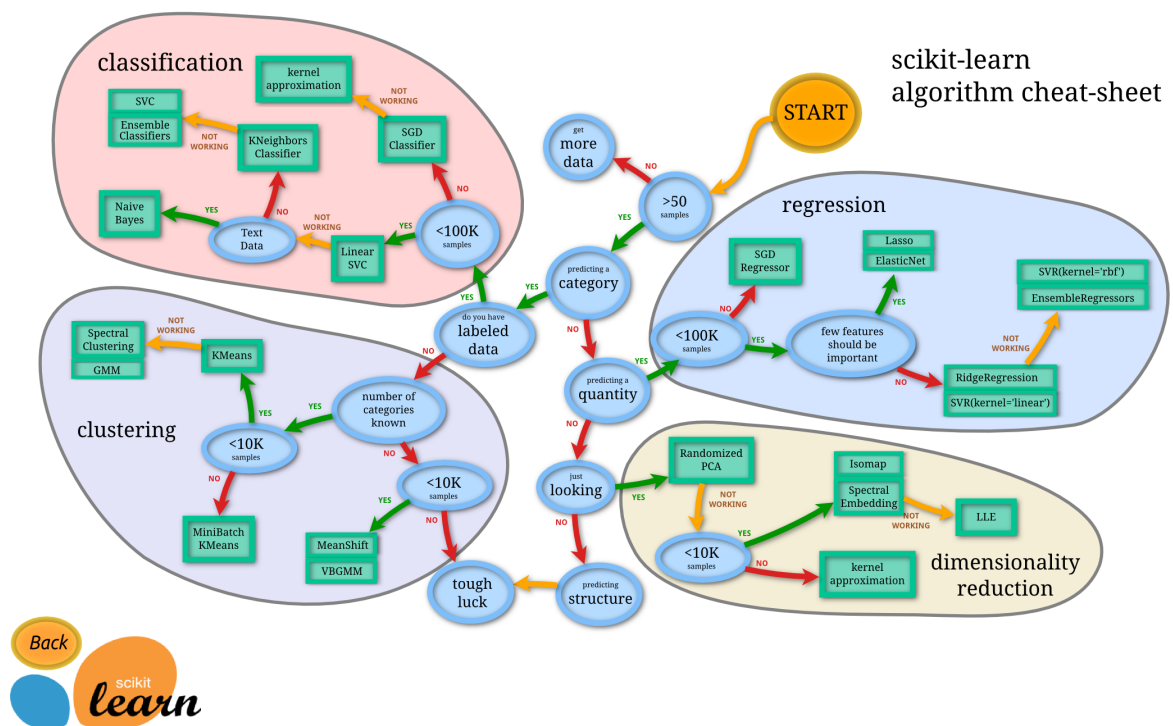 scikit-learn
algorithm cheat-sheet
START
get
more
data
NO
>50
samples
YES
predicting a
category
YES
NO
do you have
labeled
data
YES
NO
predicting a
quantity
YES
NO
just
looking
YES
NO
predicting
structure
tough
luck
classification
kernel
approximation
NOT
WORKING
SVC
Ensemble
Classifiers
NOT
WORKING
KNeighbors
Classifier
SGD
Classifier
NO
Naive
Bayes
YES
NO
Text
Data
NOT
WORKING
Linear
SVC
YES
<100K
samples
regression
SGD
Regressor
Lasso
ElasticNet
SVR(kernel='rbf')
EnsembleRegressors
NO
YES
<100K
samples
YES
few features
should be
important
NOT
WORKING
NO
RidgeRegression
SVR(kernel='linear')
clustering
Spectral
Clustering
GMM
NOT
WORKING
KMeans
YES
number of
categories
known
YES
NO
<10K
samples
NO
<10K
samples
YES
NO
MiniBatch
KMeans
MeanShift
VBGMM
dimensionality
reduction
Randomized
PCA
NOT
WORKING
Isomap
Spectral
Embedding
YES
NOT
WORKING
LLE
<10K
samples
NO
kernel
approximation
Back
scikit
learn